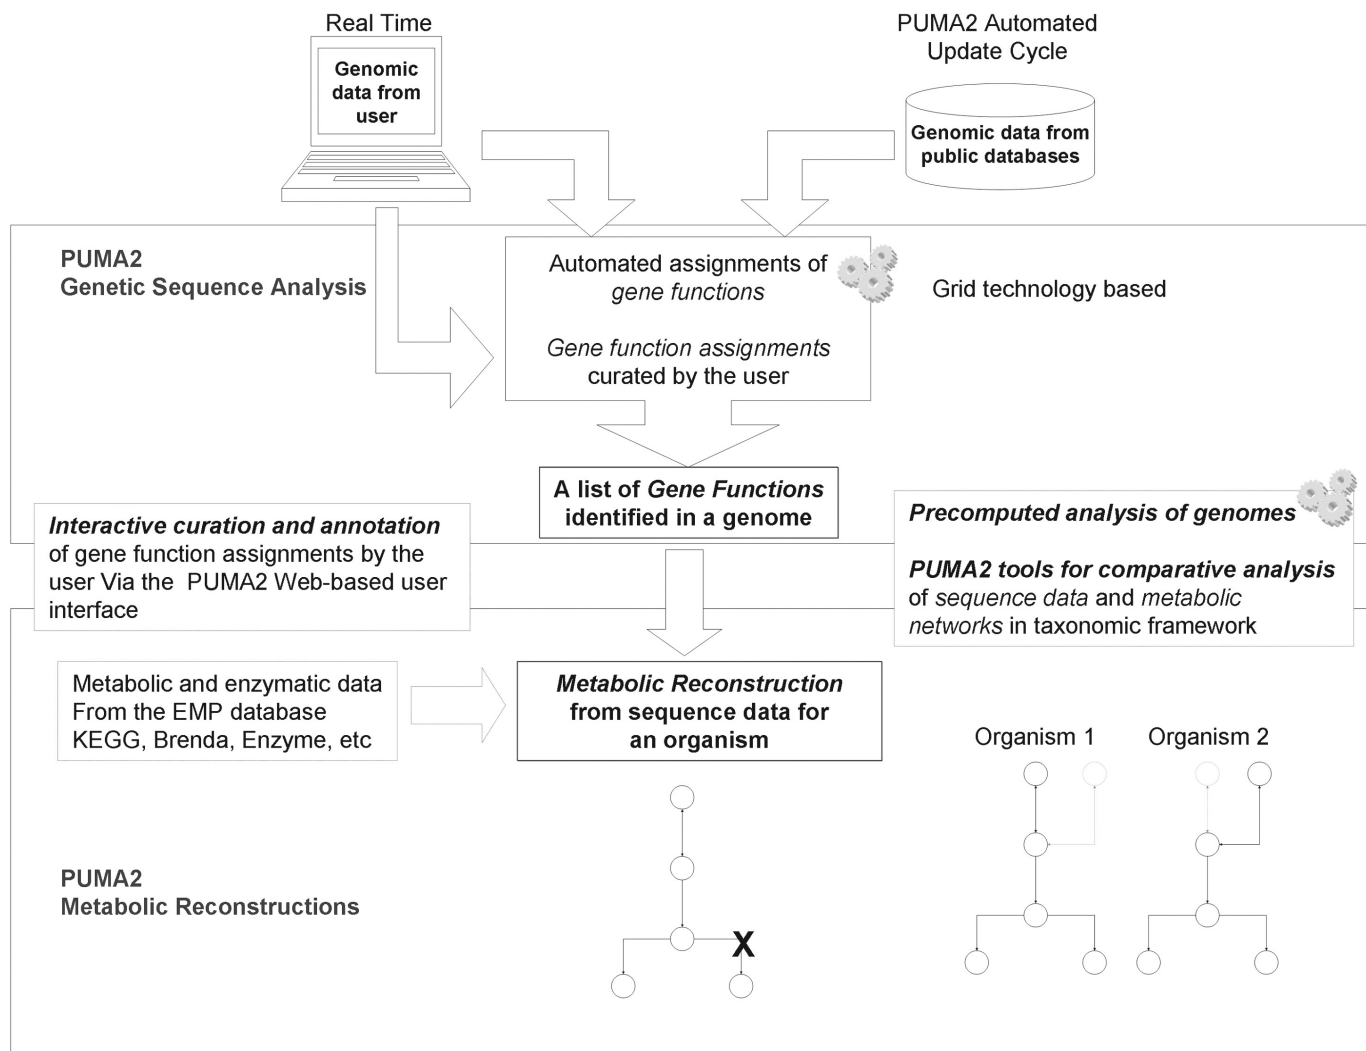 Real Time
Genomic
data from
user
PUMA2 Automated
Update Cycle
Genomic data from
public databases
PUMA2
Genetic Sequence Analysis
Automated assignments of
gene functions
Gene function assignments
curated by the user
Grid technology based
A list of Gene Functions
identified in a genome
Interactive curation and annotation
of gene function assignments by the
user Via the PUMA2 Web-based user
interface
Precomputed analysis of genomes
PUMA2 tools for comparative analysis
of sequence data and metabolic
networks in taxonomic framework
Metabolic and enzymatic data
From the EMP database
KEGG, Brenda, Enzyme, etc
Metabolic Reconstruction
from sequence data for
an organism
Organism 1
Organism 2
PUMA2
Metabolic Reconstructions
X